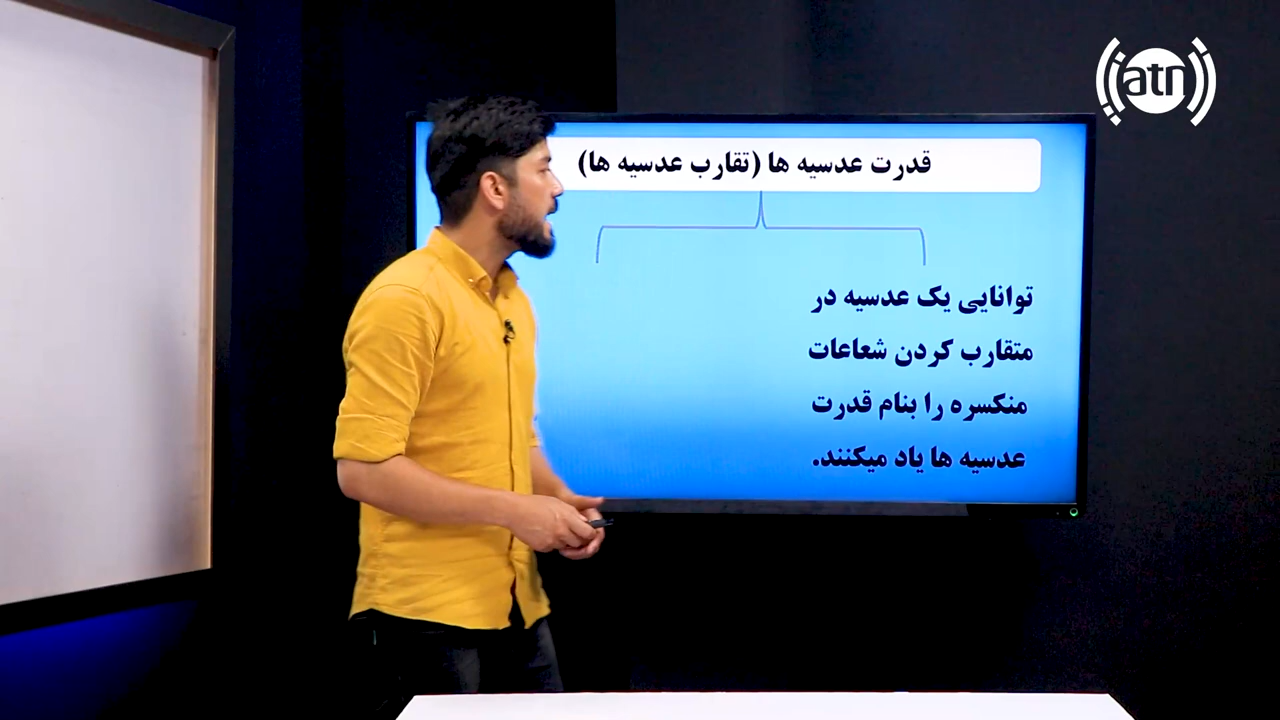 atn
قدرت عدسیه ها (تقارب عدسیه ها)
توانایی یک عدسیه در
متقارب کردن شعاعات
منکسره را بنام قدرت
عدسیه ها یاد میکنند.